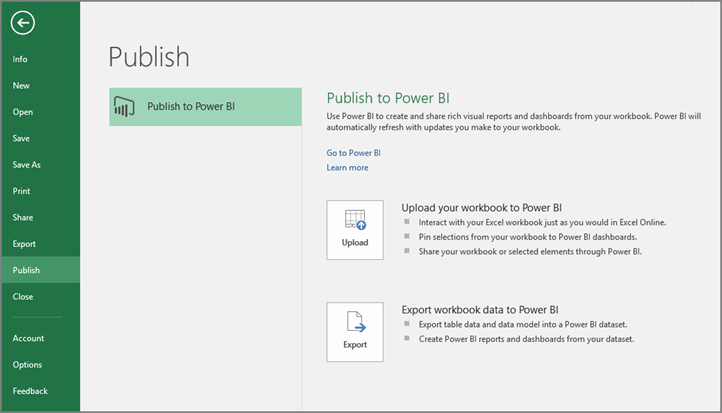 Info
New
Open
Save
Save As
Print
Share
Export
Publish
Close
Account
Options
Feedback
Publish
Publish to Power BI
Publish to Power BI
Use Power BI to create and share rich visual reports and dashboards from your workbook. Power BI will
automatically refresh with updates you make to your workbook.
Go to Power BI
Learn more
Upload
Upload your workbook to Power BI
Interact with your Excel workbook just as you would in Excel Online.
Pin selections from your workbook to Power BI dashboards.
Share your workbook or selected elements through Power BI.
Export
Export workbook data to Power BI
Export table data and data model into a Power BI dataset.
Create Power BI reports and dashboards from your dataset.